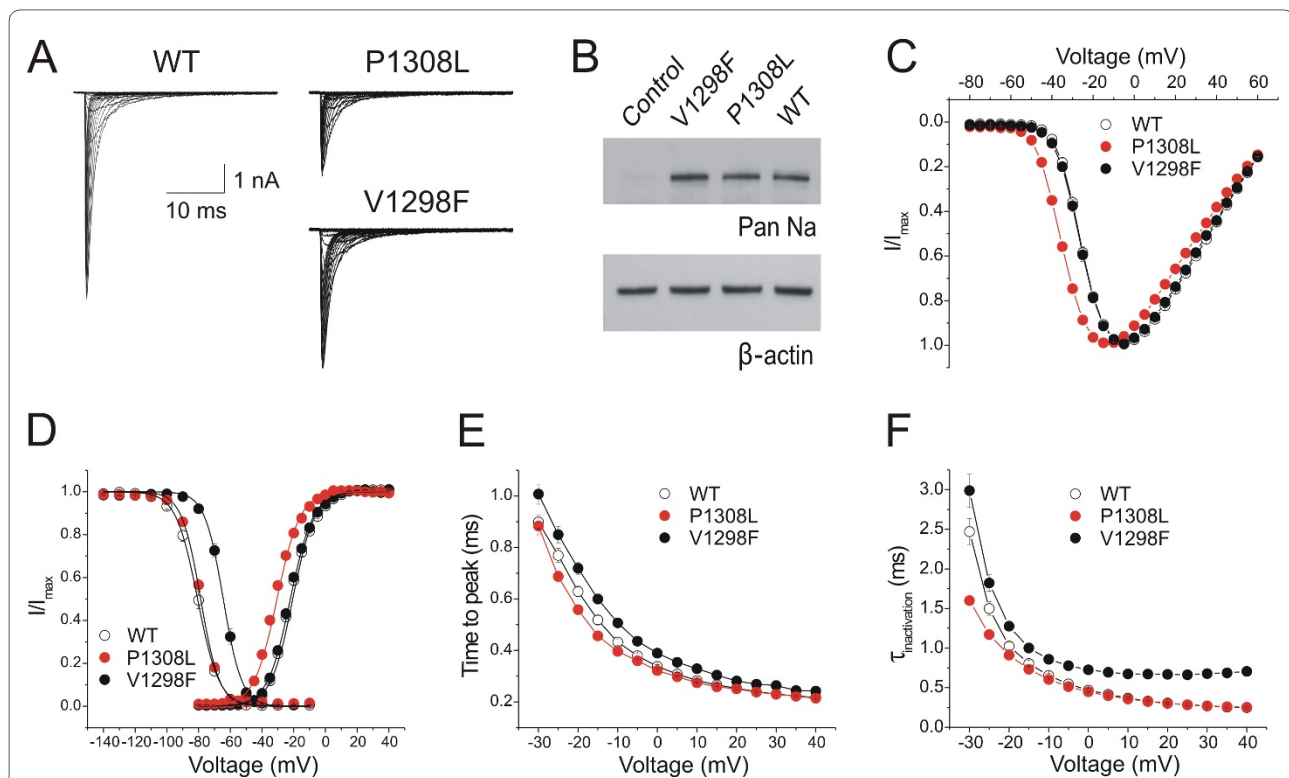 A
WT
P1308L
1 nA
10 ms
V1298F
B
Control
V1298F
P1308L
WT
Pan Na
β-actin
C
Voltage (mV)
-80 -60 -40 -20 0 20 40 60
0.0
0.2
0.4
0.6
0.8
1.0
I/Imax
WT
P1308L
V1298F
D
1.0
0.8
0.6
0.4
0.2
0.0
I/Imax
WT
P1308L
V1298F
-140 -120 -100 -80 -60 -40 -20 0 20 40
Voltage (mV)
E
1.0
0.8
0.6
0.4
0.2
Time to peak (ms)
WT
P1308L
V1298F
-30 -20 -10 0 10 20 30 40
Voltage (mV)
F
3.0
2.5
2.0
1.5
1.0
0.5
0.0
τinactivation (ms)
WT
P1308L
V1298F
-30 -20 -10 0 10 20 30 40
Voltage (mV)